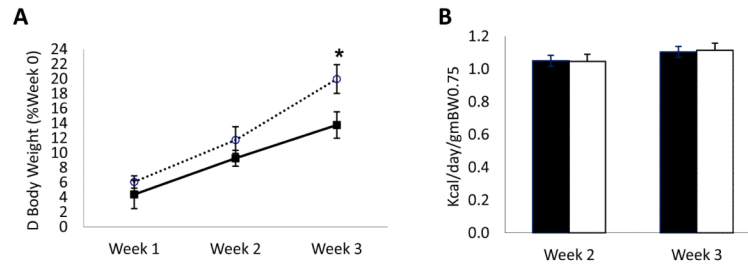 A
D Body Weight (%Week 0)
24
22
20
18
16
14
12
10
8
6
4
2
0
*
Week 1
Week 2
Week 3
B
Kcal/day/gmBW0.75
1.2
1.0
0.8
0.6
0.4
0.2
0.0
Week 2
Week 3